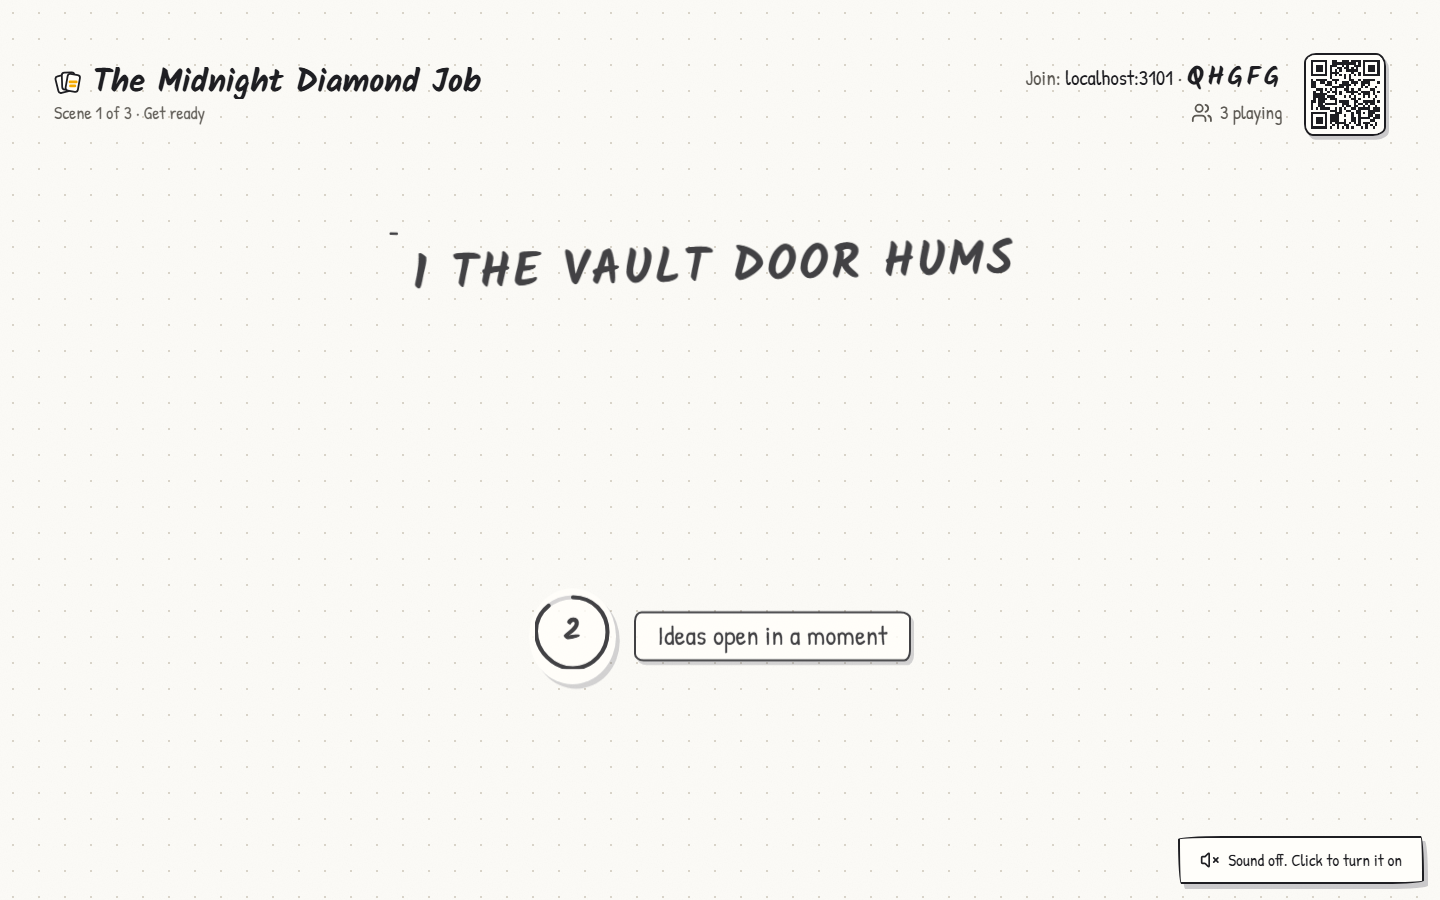 The Midnight Diamond Job
Scene 1 of 3 · Get ready
Join: localhost:3101 · QHGFG
3 playing
1 THE VAULT DOOR HUMS
2
Ideas open in a moment
Sound off. Click to turn it on